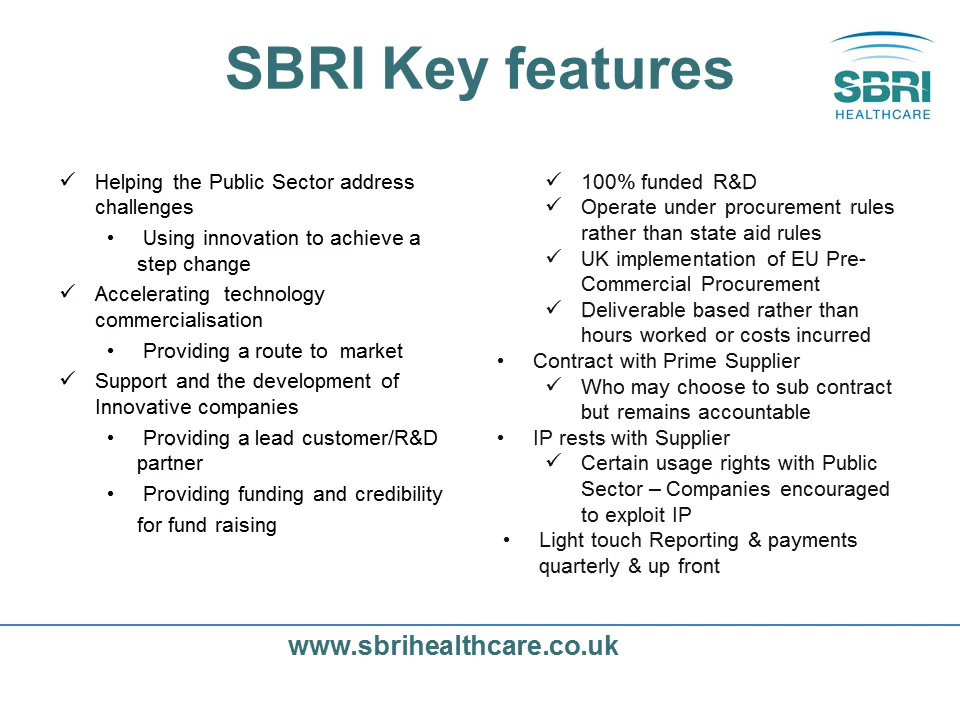 SBRI Key features
SBRI
HEALTHCARE
✓ Helping the Public Sector address
challenges
• Using innovation to achieve a
step change
✓ Accelerating technology
commercialisation
• Providing a route to market
✓ Support and the development of
Innovative companies
• Providing a lead customer/R&D
partner
• Providing funding and credibility
for fund raising
✓ 100% funded R&D
✓ Operate under procurement rules
rather than state aid rules
✓ UK implementation of EU Pre-
Commercial Procurement
✓ Deliverable based rather than
hours worked or costs incurred
• Contract with Prime Supplier
✓ Who may choose to sub contract
but remains accountable
• IP rests with Supplier
✓ Certain usage rights with Public
Sector – Companies encouraged
to exploit IP
• Light touch Reporting & payments
quarterly & up front
www.sbrihealthcare.co.uk